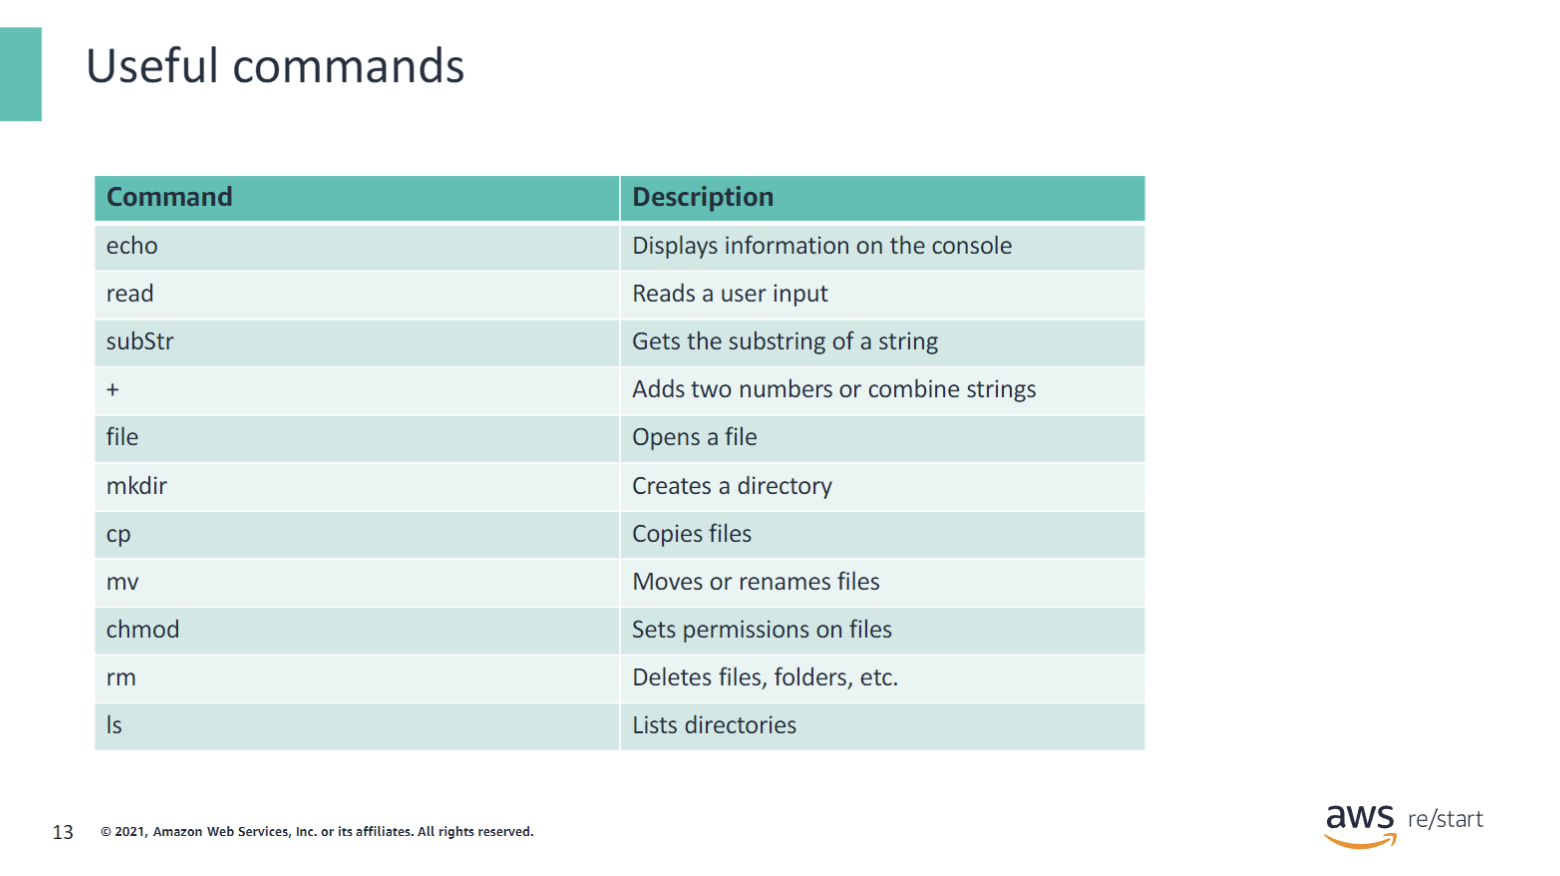 Useful commands
Command Description
echo Displays information on the console
read Reads a user input
subStr Gets the substring of a string
+ Adds two numbers or combine strings
file Opens a file
mkdir Creates a directory
cp Copies files
mv Moves or renames files
chmod Sets permissions on files
rm Deletes files, folders, etc.
ls Lists directories
13 © 2021, Amazon Web Services, Inc. or its affiliates. All rights reserved.
aws re/start